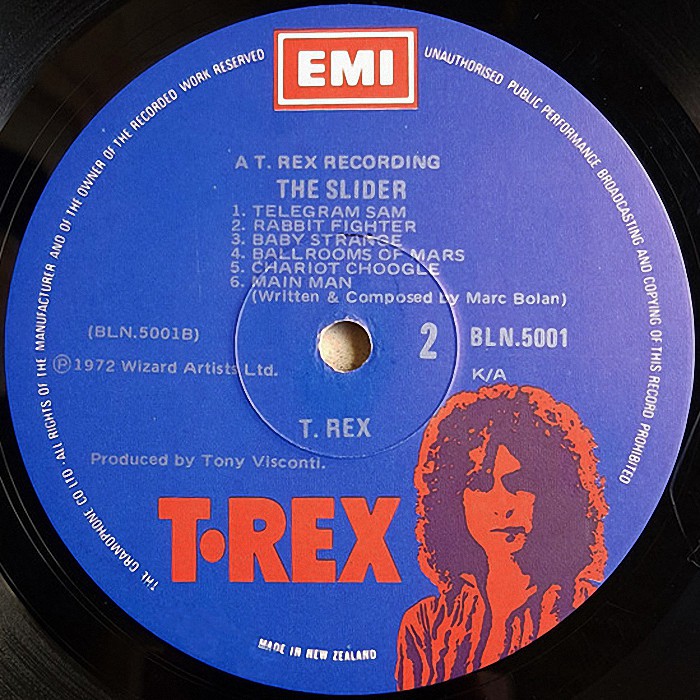 EMI
THE GRAMOPHONE CO LTD · ALL RIGHTS OF THE MANUFACTURER AND OF THE OWNER OF THE RECORDED WORK RESERVED
UNAUTHORISED PUBLIC PERFORMANCE BROADCASTING AND COPYING OF THIS RECORD PROHIBITED
A T. REX RECORDING
THE SLIDER
1. TELEGRAM SAM
2. RABBIT FIGHTER
3. BABY STRANGE
4. BALLROOMS OF MARS
5. CHARIOT CHOOGLE
6. MAIN MAN
(Written & Composed by Marc Bolan)
(BLN.5001B) 2 BLN.5001
Ⓟ 1972 Wizard Artists Ltd. K/A
T. REX
Produced by Tony Visconti.
T·REX
MADE IN NEW ZEALAND